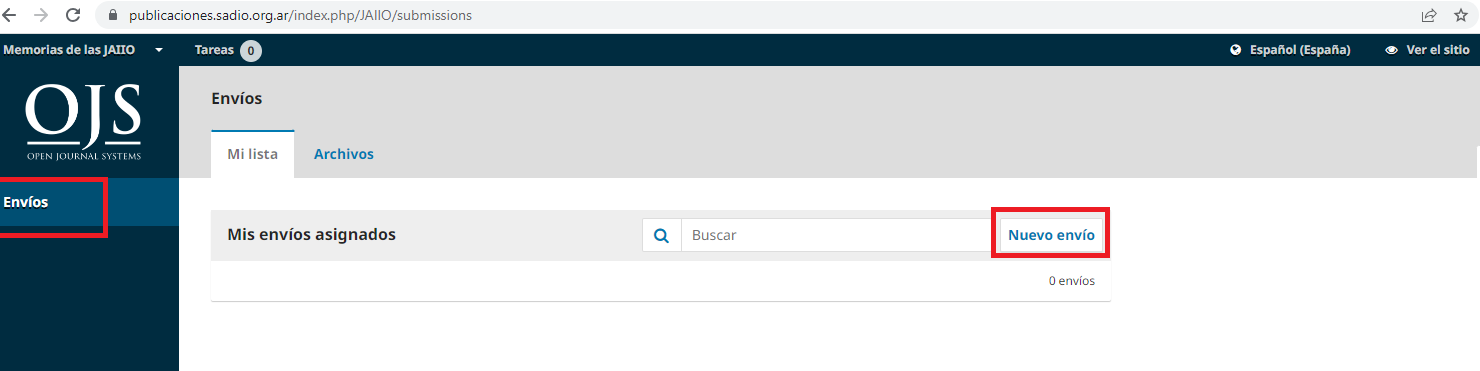 publicaciones.sadio.org.ar/index.php/JAIIO/submissions
Memorias de las JAIIO Tareas 0 Español (España) Ver el sitio
OJS
OPEN JOURNAL SYSTEMS
Envíos
Envíos
Mi lista Archivos
Mis envíos asignados Buscar Nuevo envío
0 envíos